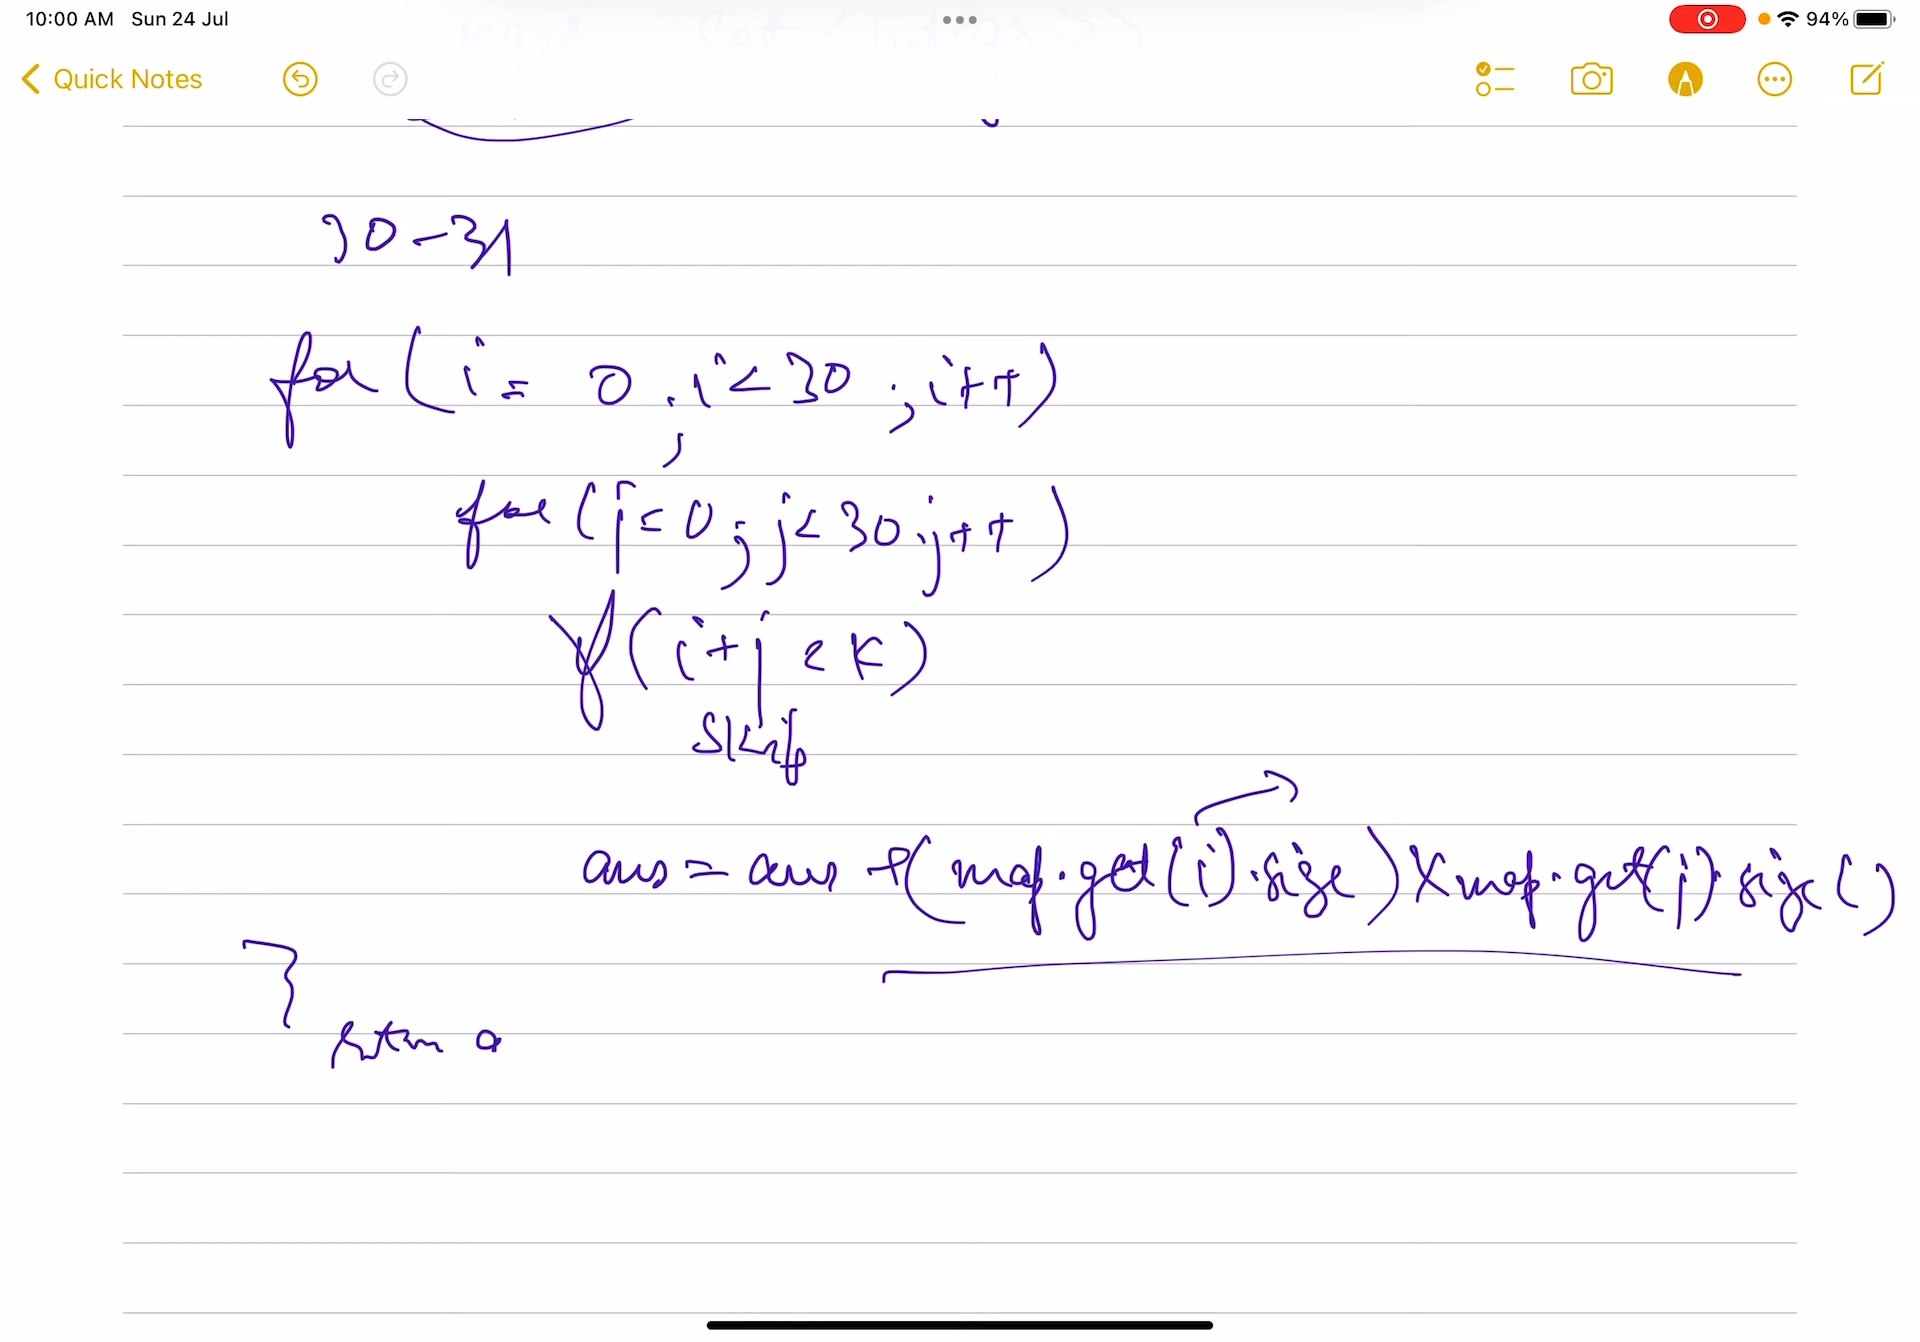 10:00 AM Sun 24 Jul
94%
Quick Notes
30-31
for (i = 0 ; i < 30 ; i++)
for (j = 0 ; j < 30 ; j++)
if (i + j < k)
skip
ans = ans + (map.get(i).size) X map.get(j).size()
}
return a